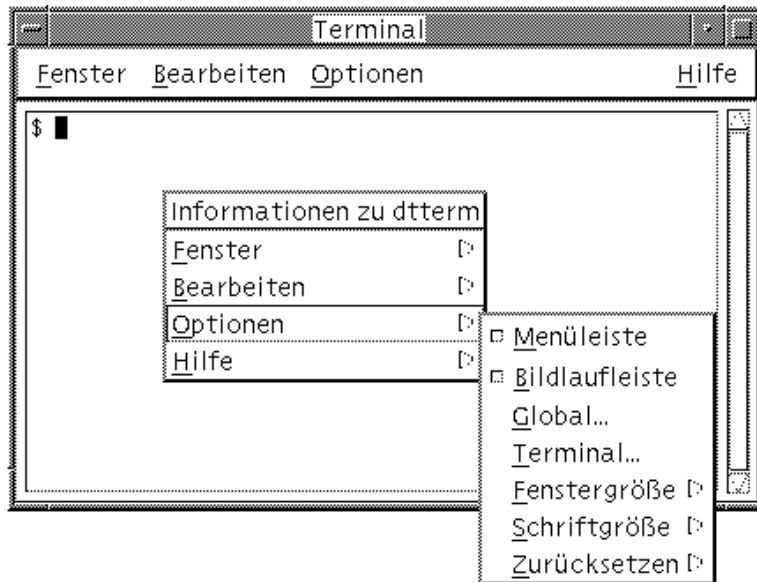 Terminal
Fenster Bearbeiten Optionen Hilfe
$
Informationen zu dtterm
Fenster
Bearbeiten
Optionen
Hilfe
Menüleiste
Bildlaufleiste
Global...
Terminal...
Fenstergröße
Schriftgröße
Zurücksetzen